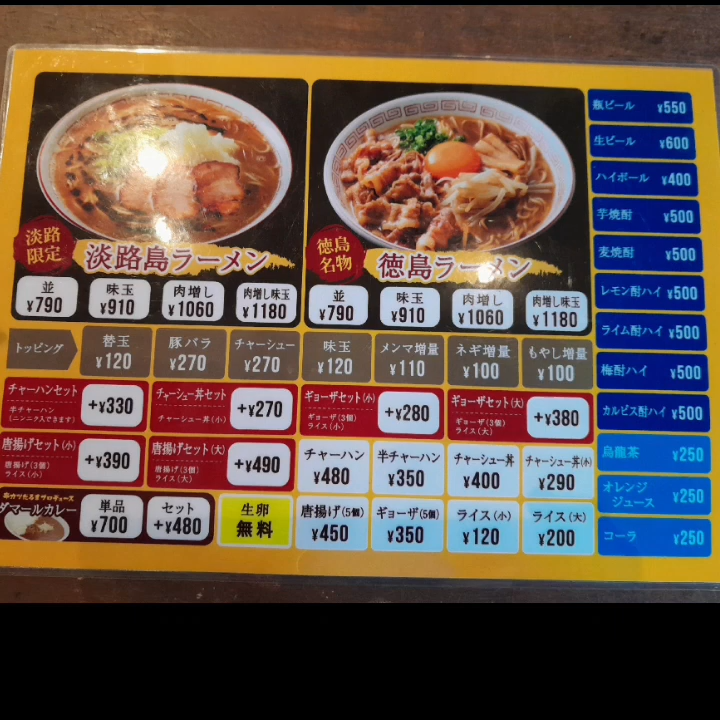 淡路
限定
淡路島ラーメン
並
¥790
味玉
¥910
肉増し
¥1060
肉増し味玉
¥1180
徳島
名物
徳島ラーメン
並
¥790
味玉
¥910
肉増し
¥1060
肉増し味玉
¥1180
トッピング
替玉
¥120
豚バラ
¥270
チャーシュー
¥270
味玉
¥120
メンマ増量
¥110
ネギ増量
¥100
もやし増量
¥100
チャーハンセット
半チャーハン
(ニンニク入できます)
+¥330
チャーシュー丼セット
チャーシュー丼(小)
+¥270
ギョーザセット(小)
ギョーザ(3個)
ライス(小)
+¥280
ギョーザセット(大)
ギョーザ(3個)
ライス(大)
+¥380
唐揚げセット(小)
唐揚げ(3個)
ライス(小)
+¥390
唐揚げセット(大)
唐揚げ(3個)
ライス(大)
+¥490
チャーハン
¥480
半チャーハン
¥350
チャーシュー丼
¥400
チャーシュー丼(小)
¥290
ダマールカレー
単品
¥700
セット
+¥480
生卵
無料
唐揚げ(5個)
¥450
ギョーザ(5個)
¥350
ライス(小)
¥120
ライス(大)
¥200
瓶ビール ¥550
生ビール ¥600
ハイボール ¥400
芋焼酎 ¥500
麦焼酎 ¥500
レモン酎ハイ ¥500
ライム酎ハイ ¥500
梅酎ハイ ¥500
カルピス酎ハイ ¥500
烏龍茶 ¥250
オレンジ
ジュース ¥250
コーラ ¥250